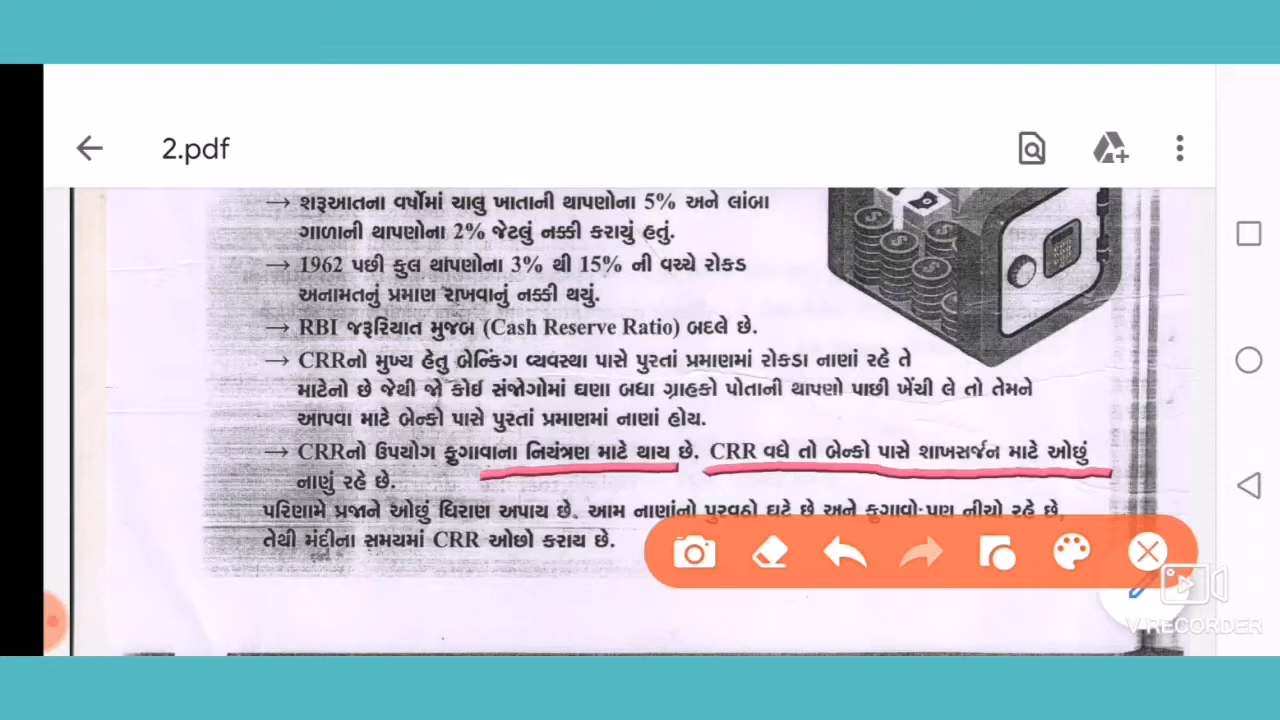 2.pdf
→ શરૂઆતના વર્ષોમાં ચાલુ ખાતાની થાપણોના 5% અને લાંબા
ગાળાની થાપણોના 2% જેટલું નક્કી કરાયું હતું.
→ 1962 પછી કુલ થાપણોના 3% થી 15% ની વચ્ચે રોકડ
અનામતનું પ્રમાણ રાખવાનું નક્કી થયું.
→ RBI જરૂરિયાત મુજબ (Cash Reserve Ratio) બદલે છે.
→ CRRનો મુખ્ય હેતુ બેન્કિંગ વ્યવસ્થા પાસે પુરતાં પ્રમાણમાં રોકડા નાણાં રહે તે
માટેનો છે જેથી જો કોઇ સંજોગોમાં ઘણા બધા ગ્રાહકો પોતાની થાપણો પાછી ખેંચી લે તો તેમને
આપવા માટે બેન્કો પાસે પુરતાં પ્રમાણમાં નાણાં હોય.
→ CRRનો ઉપયોગ ફુગાવાના નિયંત્રણ માટે થાય છે. CRR વધે તો બેન્કો પાસે શાખસર્જન માટે ઓછું
નાણું રહે છે.
પરિણામે પ્રજાને ઓછું ધિરાણ અપાય છે. આમ નાણાંનો પુરવઠો ઘટે છે અને ફુગાવો પણ નીચો રહે છે,
તેથી મંદીના સમયમાં CRR ઓછો કરાય છે.
V RECORDER